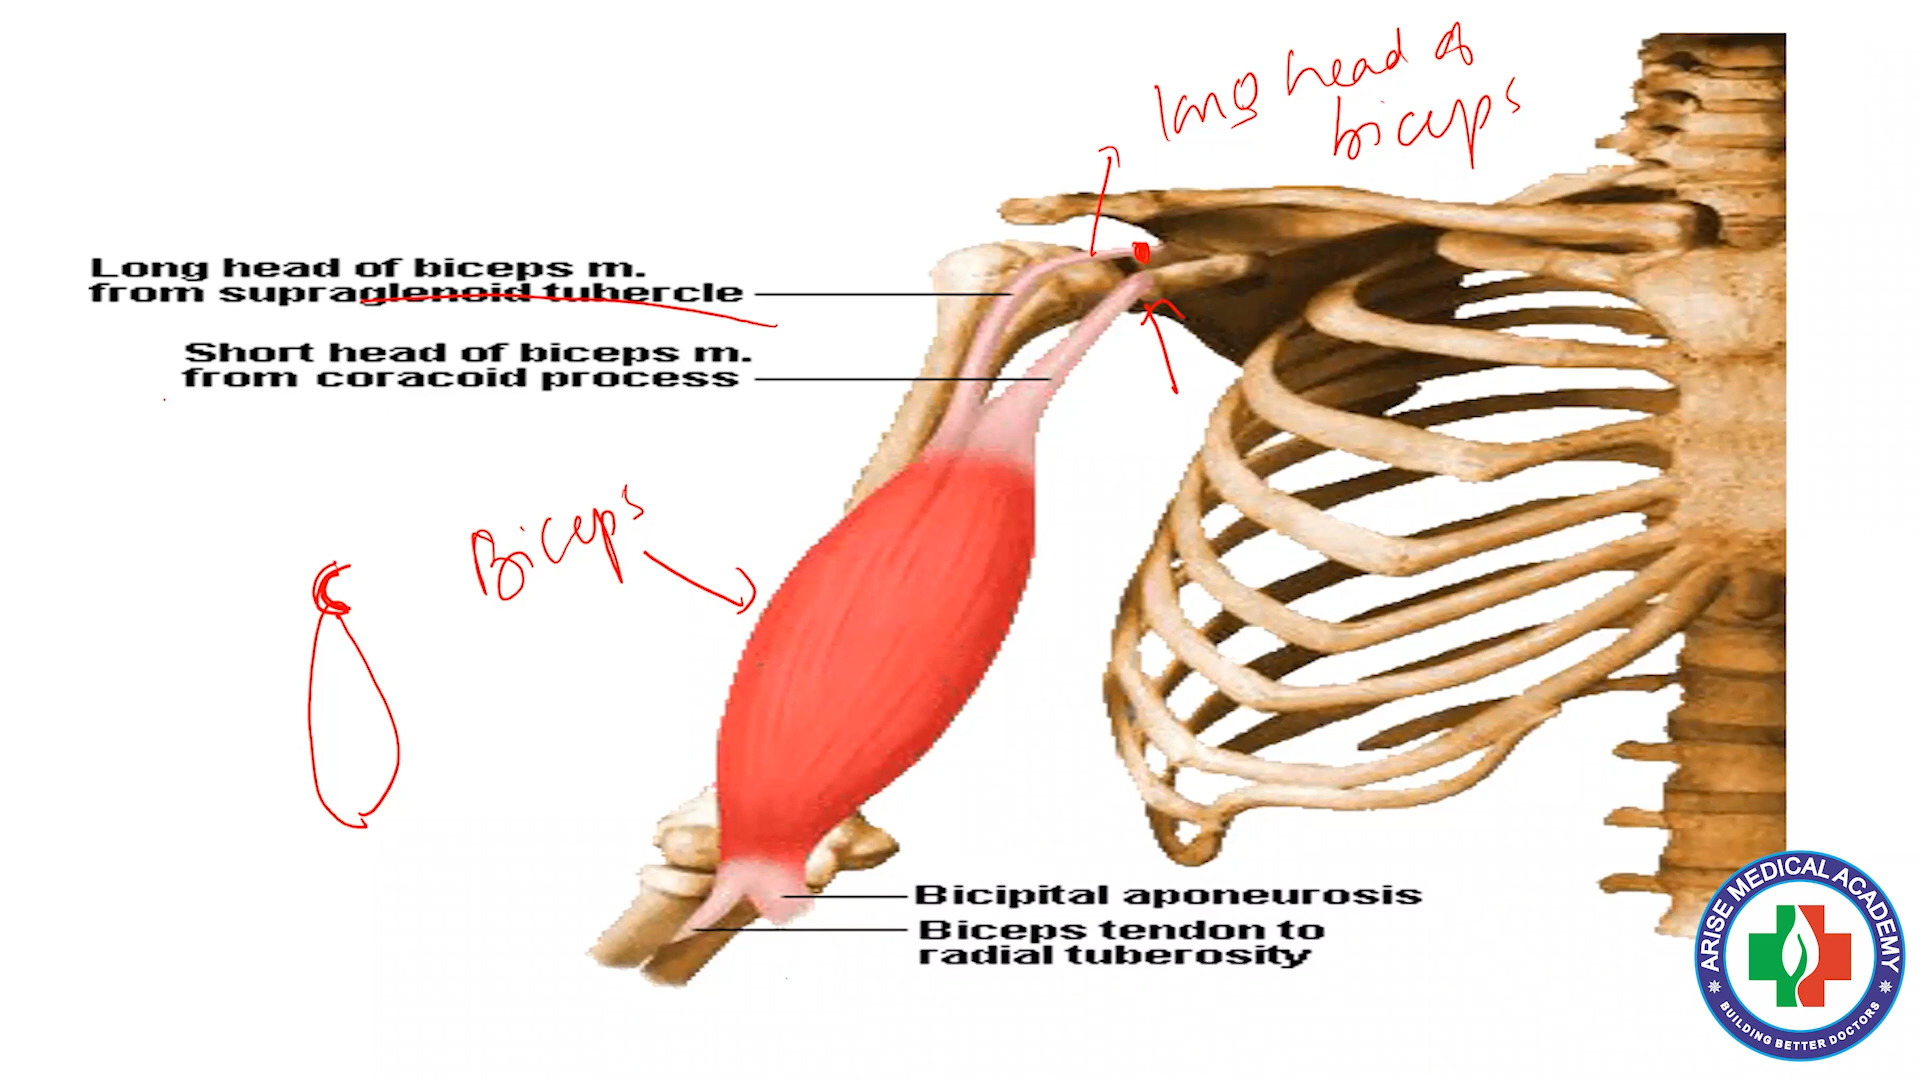 long head of
biceps
Long head of biceps m.
from supraglenoid tuhercle
Short head of biceps m.
from coracoid process
Biceps
Bicipital aponeurosis
Biceps tendon to
radial tuberosity
ARISE MEDICAL ACADEMY
BUILDING BETTER DOCTORS